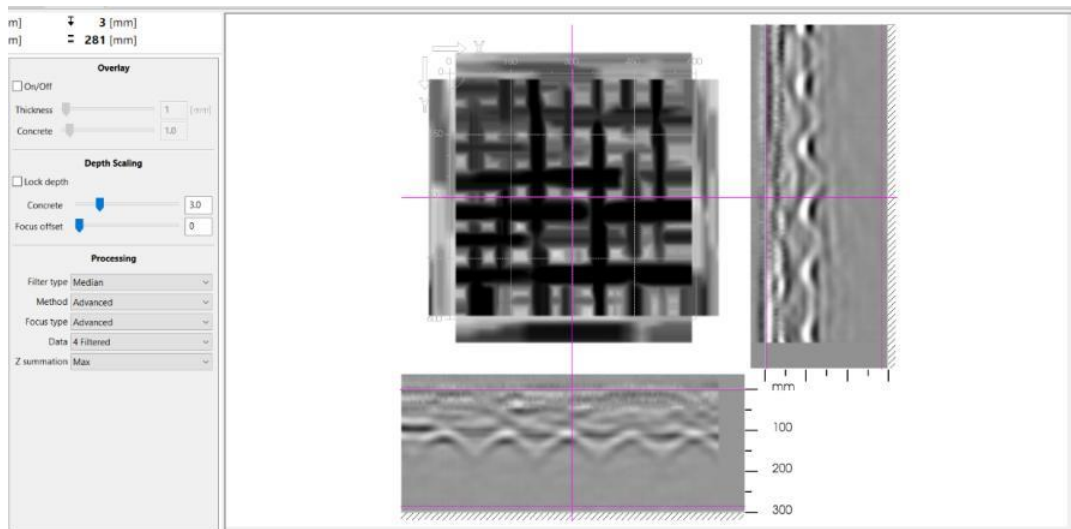 m] 3 [mm]
m] 281 [mm]
Overlay
On/Off
Thickness 1 [mm]
Concrete 1.0
Depth Scaling
Lock depth
Concrete 3.0
Focus offset 0
Processing
Filter type Median
Method Advanced
Focus type Advanced
Data 4 Filtered
Z summation Max
0
mm
100
200
300